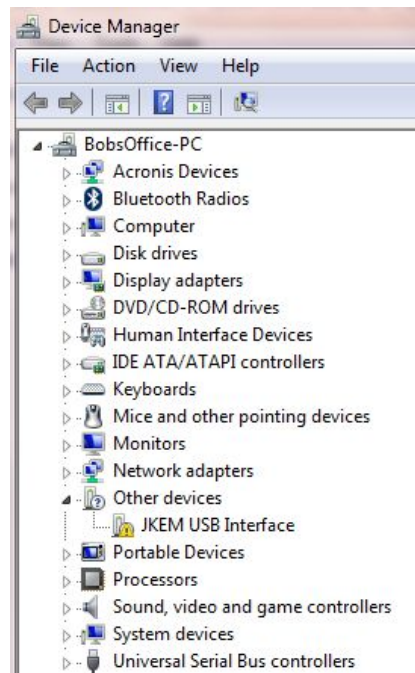 Device Manager
File Action View Help
BobsOffice-PC
Acronis Devices
Bluetooth Radios
Computer
Disk drives
Display adapters
DVD/CD-ROM drives
Human Interface Devices
IDE ATA/ATAPI controllers
Keyboards
Mice and other pointing devices
Monitors
Network adapters
Other devices
JKEM USB Interface
Portable Devices
Processors
Sound, video and game controllers
System devices
Universal Serial Bus controllers